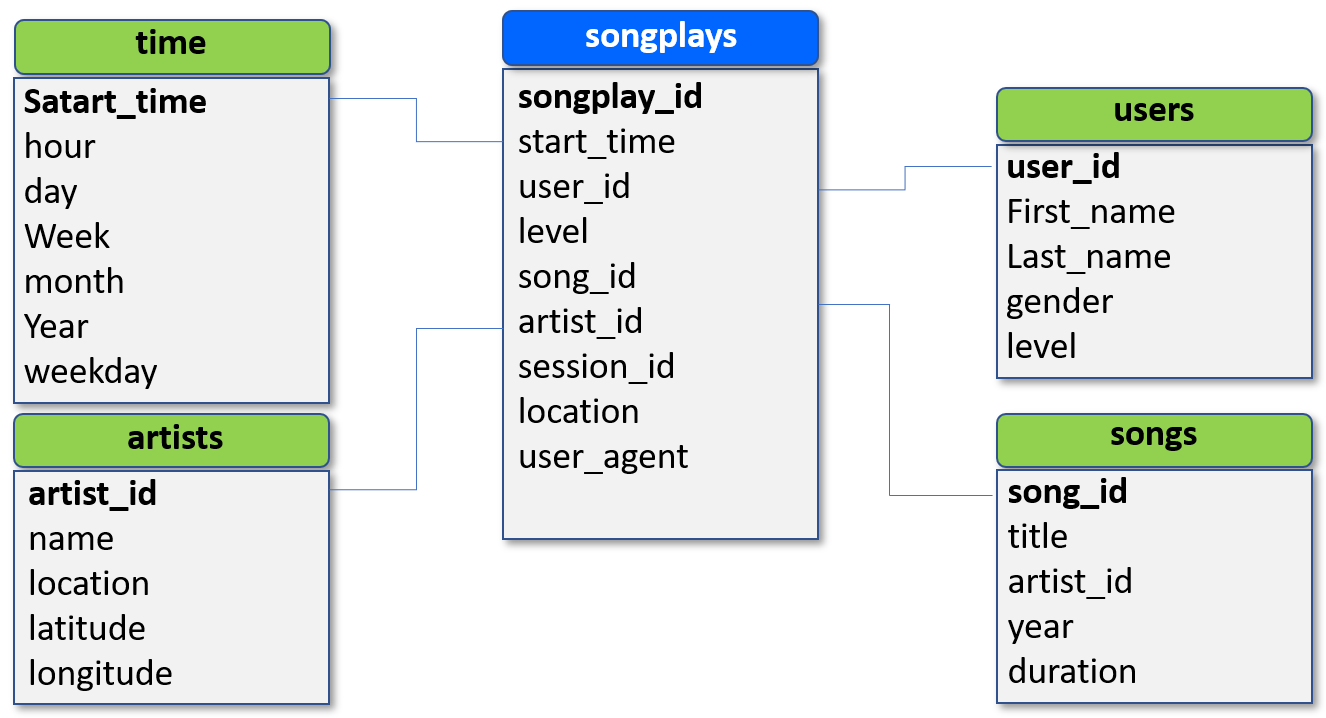 time
Satart_time
hour
day
Week
month
Year
weekday
artists
artist_id
name
location
latitude
longitude
songplays
songplay_id
start_time
user_id
level
song_id
artist_id
session_id
location
user_agent
users
user_id
First_name
Last_name
gender
level
songs
song_id
title
artist_id
year
duration